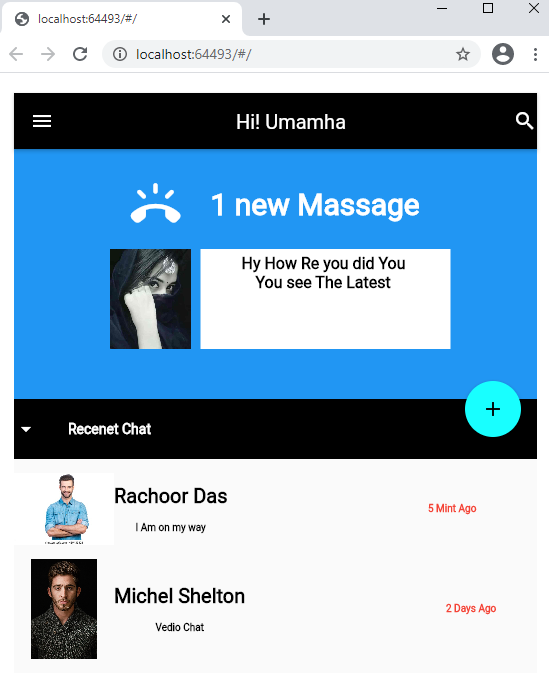 localhost:64493/#/
localhost:64493/#/
Hi! Umamha
1 new Massage
Hy How Re you did You
You see The Latest
Recenet Chat
Rachoor Das
I Am on my way
5 Mint Ago
Michel Shelton
Vedio Chat
2 Days Ago